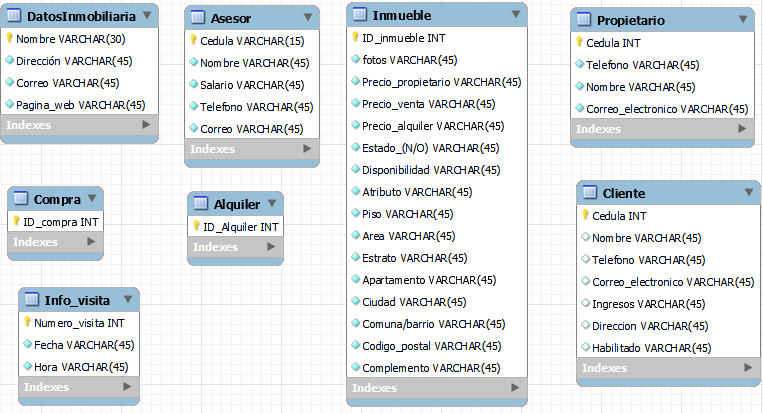 DatosInmobiliaria
Nombre VARCHAR(30)
Dirección VARCHAR(45)
Correo VARCHAR(45)
Pagina_web VARCHAR(45)
Indexes
Asesor
Cedula VARCHAR(15)
Nombre VARCHAR(45)
Salario VARCHAR(45)
Telefono VARCHAR(45)
Correo VARCHAR(45)
Indexes
Inmueble
ID_inmueble INT
fotos VARCHAR(45)
Precio_propietario VARCHAR(45)
Precio_venta VARCHAR(45)
Precio_alquiler VARCHAR(45)
Estado_(N/O) VARCHAR(45)
Disponibilidad VARCHAR(45)
Atributo VARCHAR(45)
Piso VARCHAR(45)
Area VARCHAR(45)
Estrato VARCHAR(45)
Apartamento VARCHAR(45)
Ciudad VARCHAR(45)
Comuna/barrio VARCHAR(45)
Codigo_postal VARCHAR(45)
Complemento VARCHAR(45)
Indexes
Propietario
Cedula INT
Telefono VARCHAR(45)
Nombre VARCHAR(45)
Correo_electronico VARCHAR(45)
Indexes
Compra
ID_compra INT
Indexes
Alquiler
ID_Alquiler INT
Indexes
Cliente
Cedula INT
Nombre VARCHAR(45)
Telefono VARCHAR(45)
Correo_electronico VARCHAR(45)
Ingresos VARCHAR(45)
Direccion VARCHAR(45)
Habilitado VARCHAR(45)
Indexes
Info_visita
Numero_visita INT
Fecha VARCHAR(45)
Hora VARCHAR(45)
Indexes